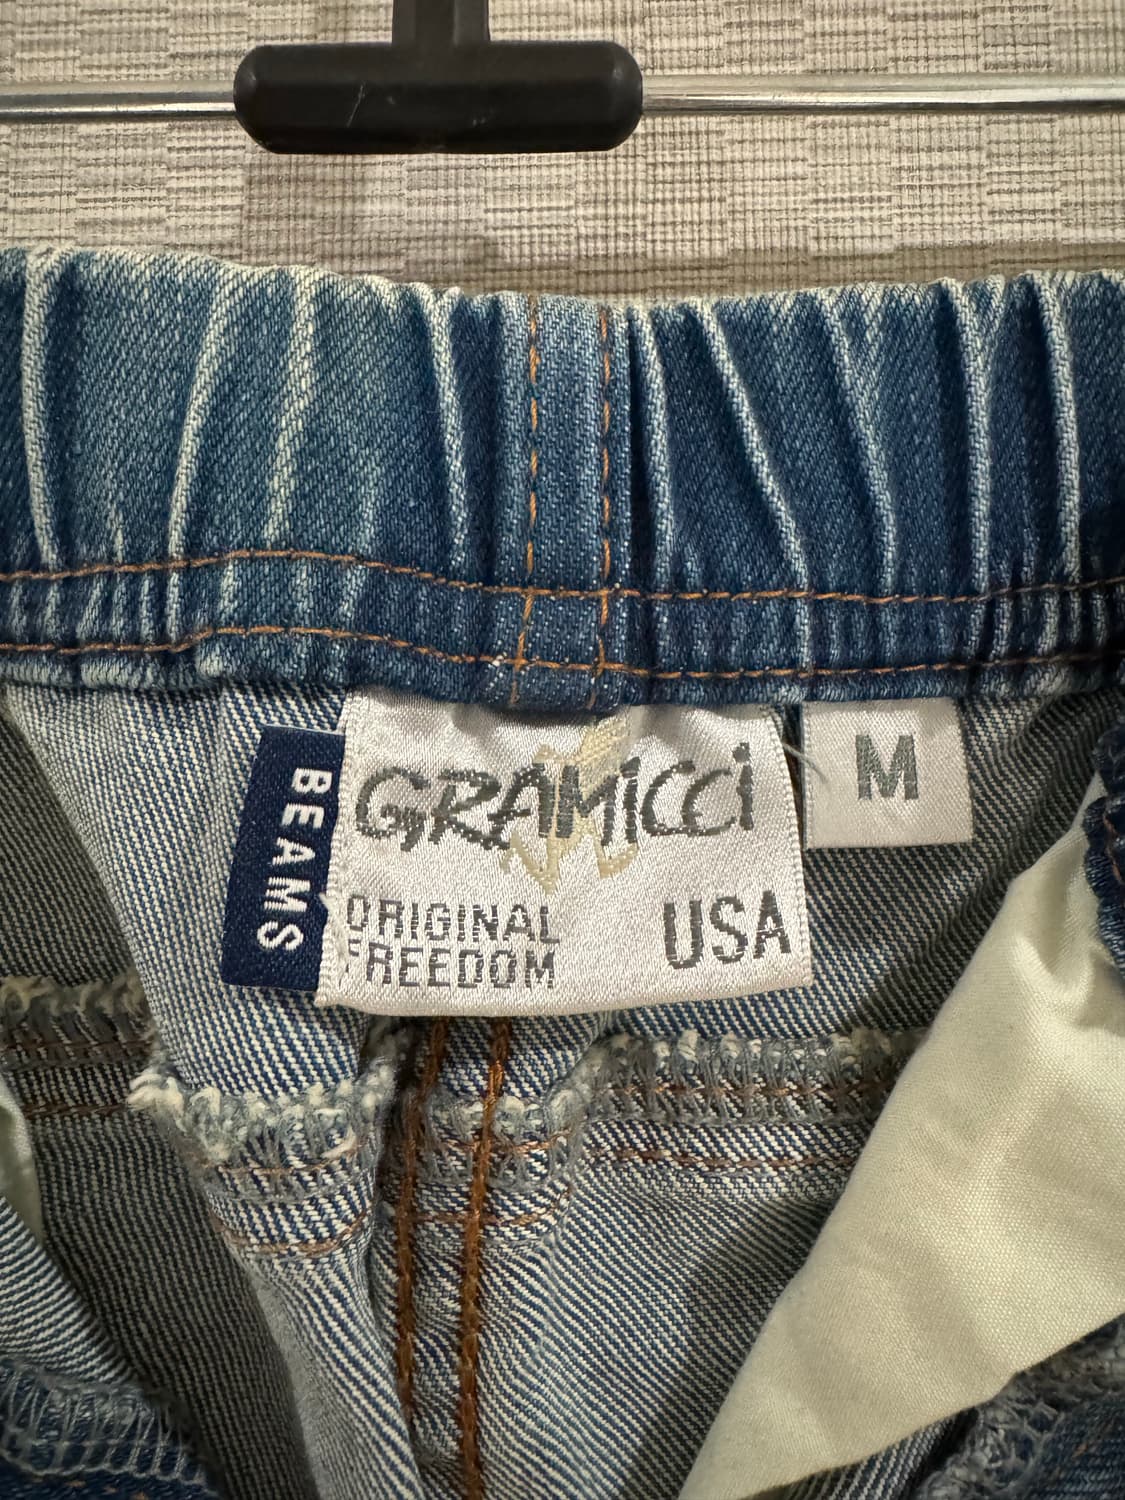 BEAMS
GRAMICCI
ORIGINAL
FREEDOM
USA
M